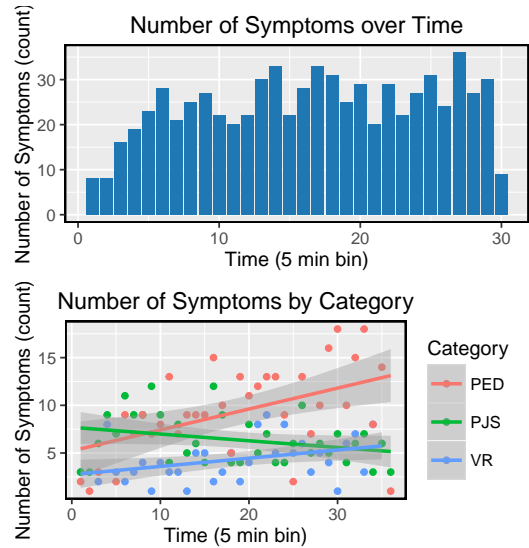 Number of Symptoms over Time
Number of Symptoms (count)
30
20
10
0
0 10 20 30
Time (5 min bin)
Number of Symptoms by Category
Number of Symptoms (count)
15
10
5
0 10 20 30
Time (5 min bin)
Category
PED
PJS
VR